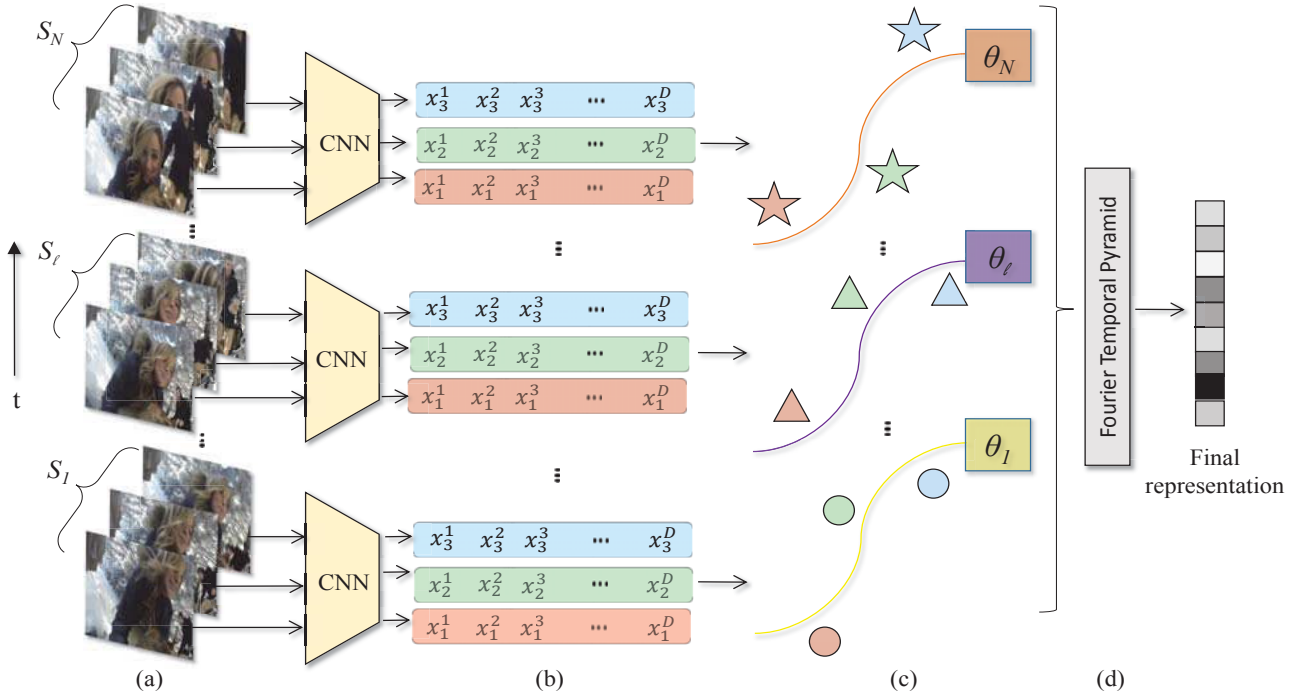 S_N
CNN
x_3^1 x_3^2 x_3^3 ... x_3^D
x_2^1 x_2^2 x_2^3 ... x_2^D
x_1^1 x_1^2 x_1^3 ... x_1^D
θ_N
...
...
...
S_ℓ
t
CNN
x_3^1 x_3^2 x_3^3 ... x_3^D
x_2^1 x_2^2 x_2^3 ... x_2^D
x_1^1 x_1^2 x_1^3 ... x_1^D
θ_ℓ
...
...
...
S_1
CNN
x_3^1 x_3^2 x_3^3 ... x_3^D
x_2^1 x_2^2 x_2^3 ... x_2^D
x_1^1 x_1^2 x_1^3 ... x_1^D
θ_1
Fourier Temporal Pyramid
Final
representation
(a) (b) (c) (d)